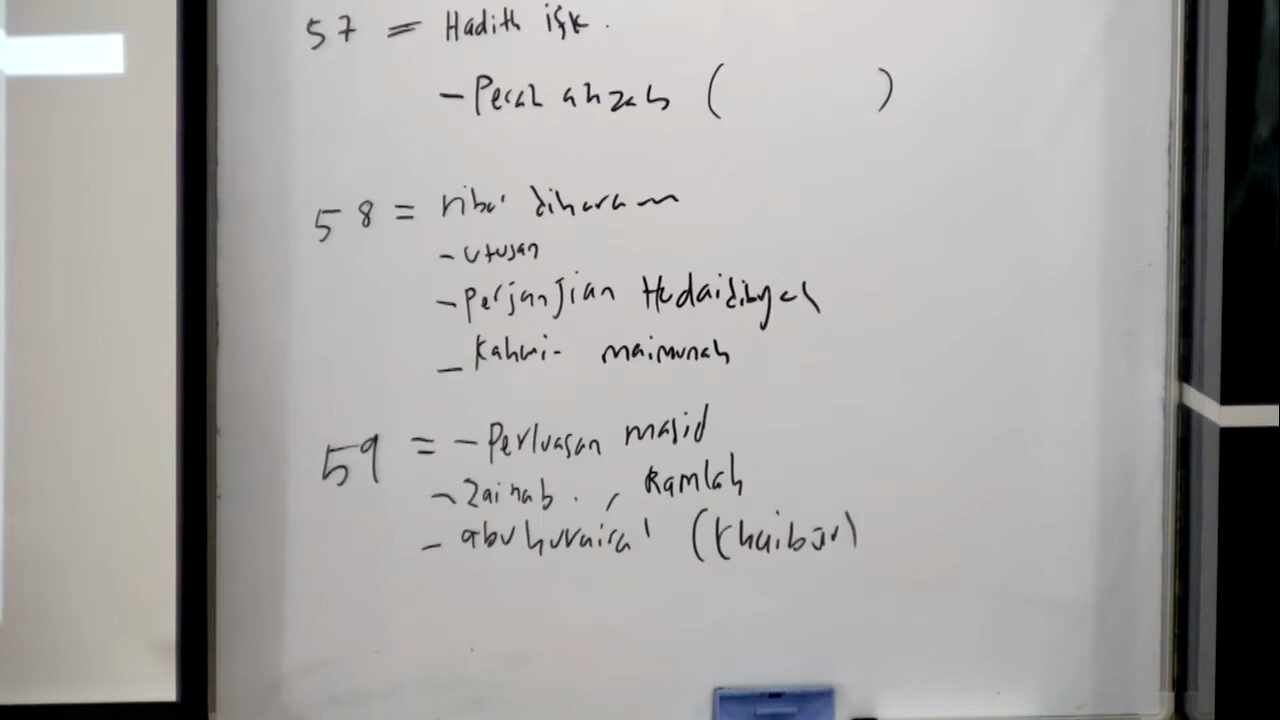 57 = Hadith ifk.
- Perah ahzab (          )
58 = riba' diharam
- utusan
- Perjanjian Hudaibiyah
- Kahwin maimunah
59 = - Perluasan masjid
- Zainab . , Ramlah
- abu huraira' (Khaibar)